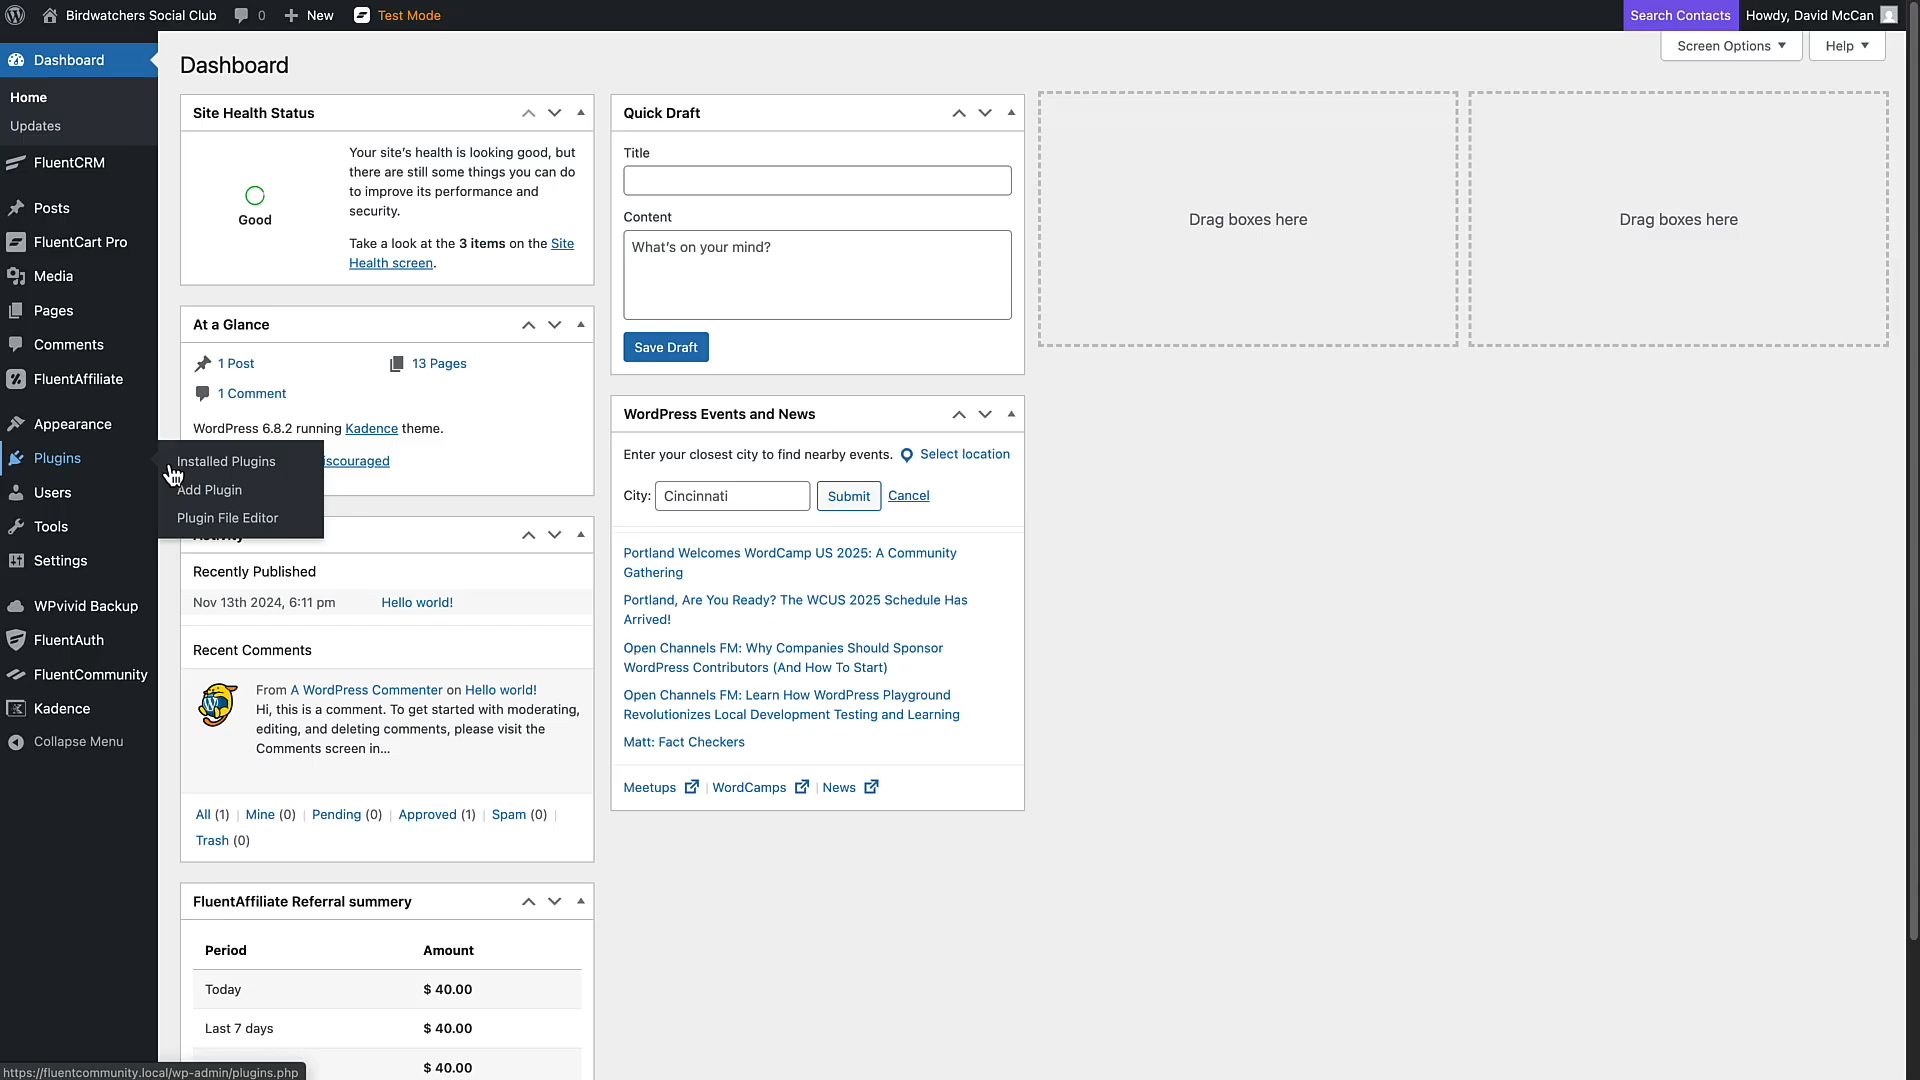 Birdwatchers Social Club 0 New Test Mode Search Contacts Howdy, David McCan
Screen Options Help
Dashboard
Home
Updates
FluentCRM
Posts
FluentCart Pro
Media
Pages
Comments
FluentAffiliate
Appearance
Plugins
Users
Tools
Settings
WPvivid Backup
FluentAuth
FluentCommunity
Kadence
Collapse Menu
Installed Plugins
Add Plugin
Plugin File Editor
Dashboard
Site Health Status
Good
Your site's health is looking good, but
there are still some things you can do
to improve its performance and
security.
Take a look at the 3 items on the Site
Health screen.
At a Glance
1 Post 13 Pages
1 Comment
WordPress 6.8.2 running Kadence theme.
iscouraged
Activity
Recently Published
Nov 13th 2024, 6:11 pm Hello world!
Recent Comments
From A WordPress Commenter on Hello world!
Hi, this is a comment. To get started with moderating,
editing, and deleting comments, please visit the
Comments screen in...
All (1) | Mine (0) | Pending (0) | Approved (1) | Spam (0) |
Trash (0)
FluentAffiliate Referral summery
Period Amount
Today $ 40.00
Last 7 days $ 40.00
$ 40.00
Quick Draft
Title
Content
What's on your mind?
Save Draft
WordPress Events and News
Enter your closest city to find nearby events. Select location
City: Cincinnati Submit Cancel
Portland Welcomes WordCamp US 2025: A Community
Gathering
Portland, Are You Ready? The WCUS 2025 Schedule Has
Arrived!
Open Channels FM: Why Companies Should Sponsor
WordPress Contributors (And How To Start)
Open Channels FM: Learn How WordPress Playground
Revolutionizes Local Development Testing and Learning
Matt: Fact Checkers
Meetups | WordCamps | News
Drag boxes here
Drag boxes here
https://fluentcommunity.local/wp-admin/plugins.php